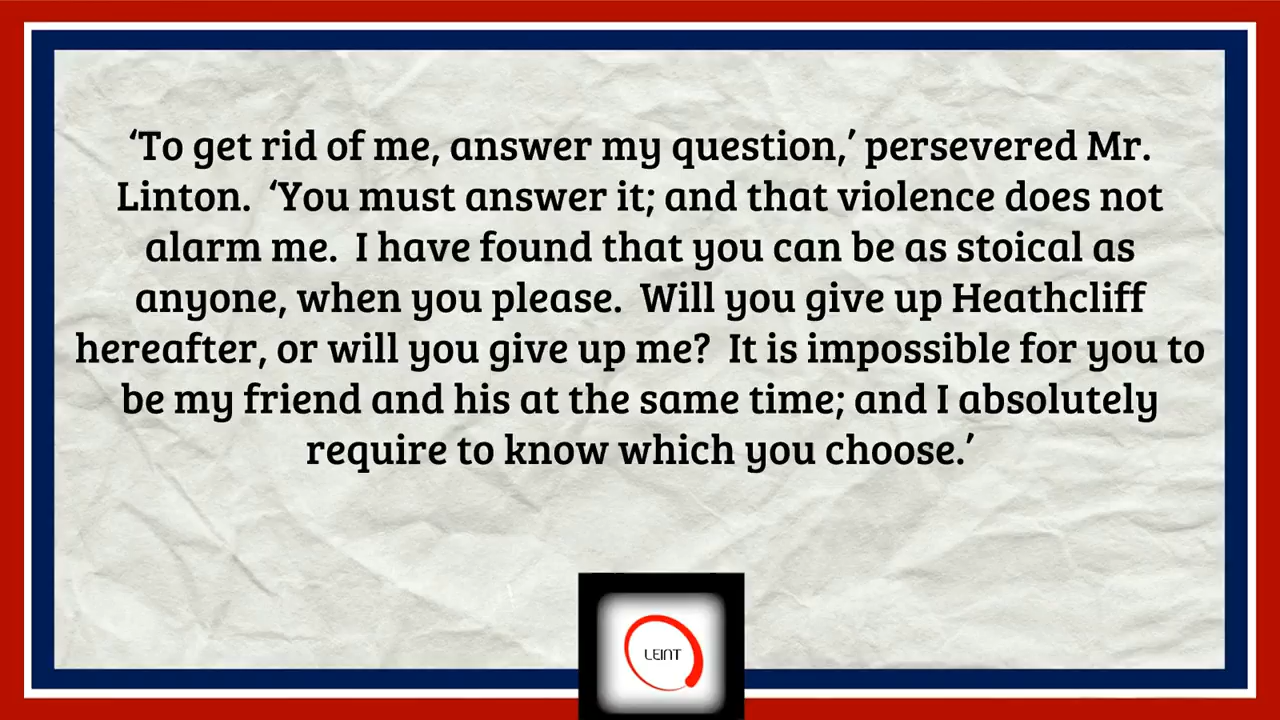 ‘To get rid of me, answer my question,’ persevered Mr.
Linton.  ‘You must answer it; and that violence does not
alarm me.  I have found that you can be as stoical as
anyone, when you please.  Will you give up Heathcliff
hereafter, or will you give up me?  It is impossible for you to
be my friend and his at the same time; and I absolutely
require to know which you choose.’
LEINT